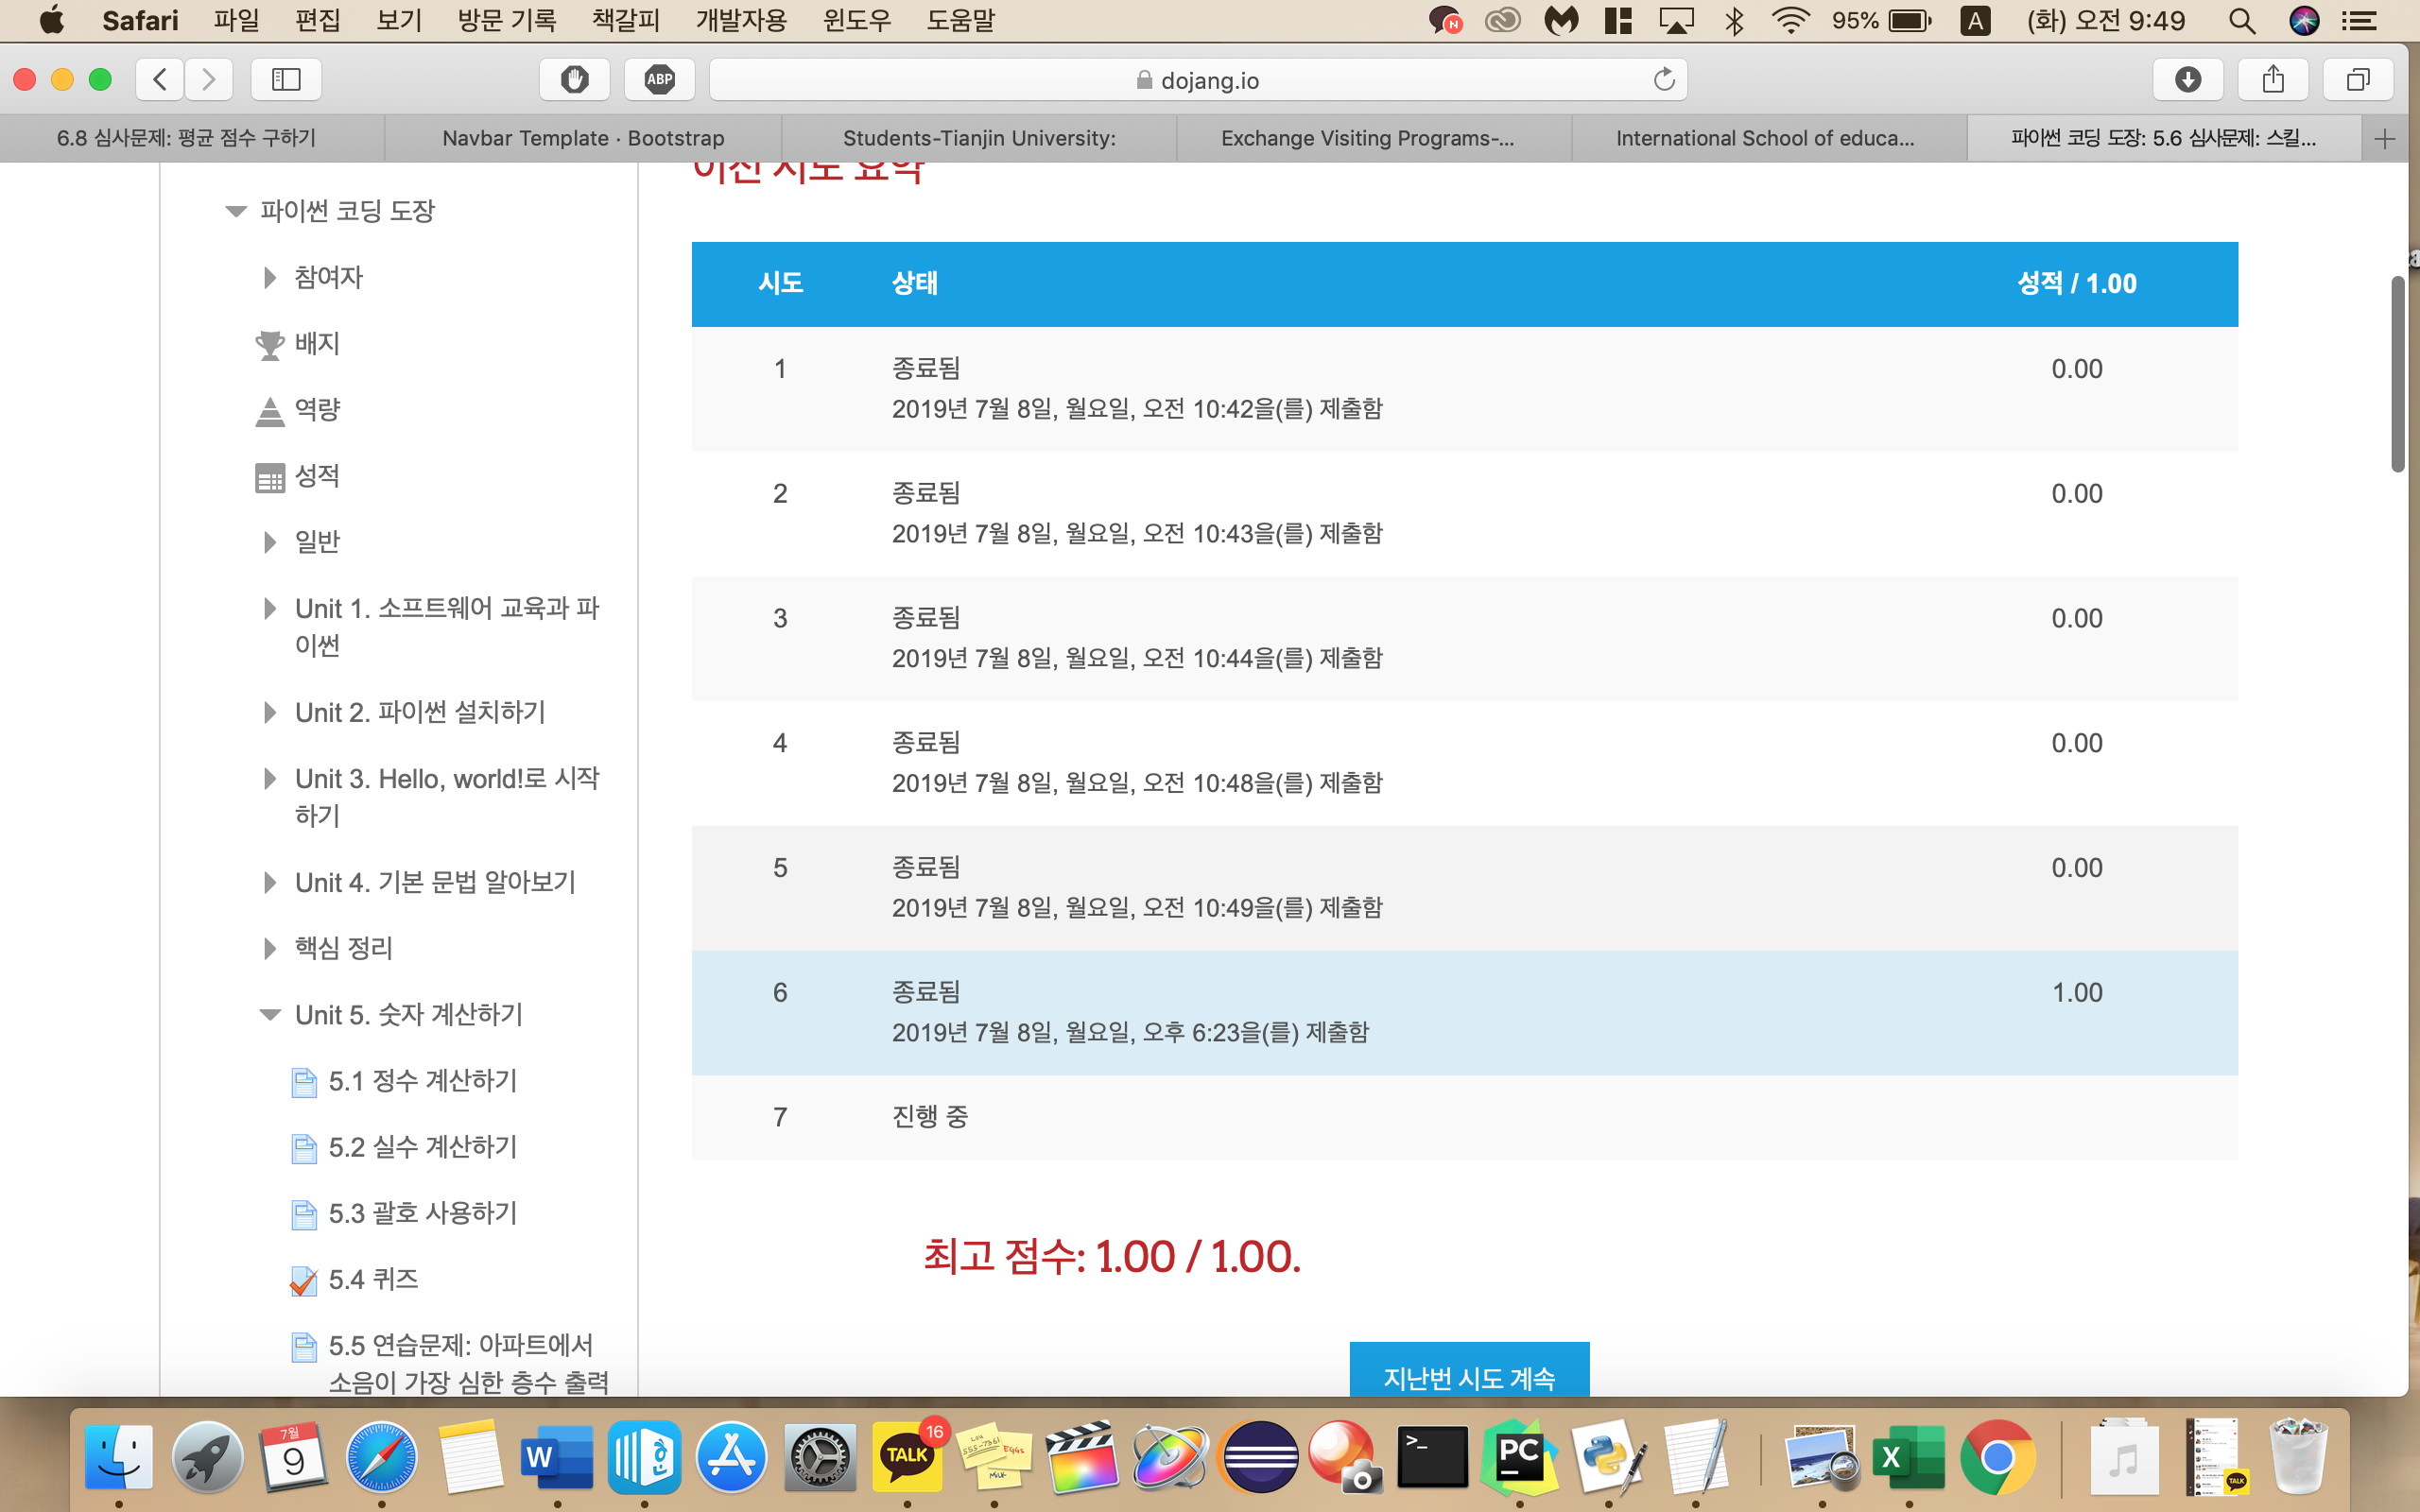 Safari 파일 편집 보기 방문 기록 책갈피 개발자용 윈도우 도움말 N 95% A (화) 오전 9:49
ABP dojang.io
6.8 심사문제: 평균 점수 구하기 Navbar Template · Bootstrap Students-Tianjin University: Exchange Visiting Programs-... International School of educa... 파이썬 코딩 도장: 5.6 심사문제: 스킬...
이전 시도 요약
파이썬 코딩 도장
참여자
배지
역량
성적
일반
Unit 1. 소프트웨어 교육과 파
이썬
Unit 2. 파이썬 설치하기
Unit 3. Hello, world!로 시작
하기
Unit 4. 기본 문법 알아보기
핵심 정리
Unit 5. 숫자 계산하기
5.1 정수 계산하기
5.2 실수 계산하기
5.3 괄호 사용하기
5.4 퀴즈
5.5 연습문제: 아파트에서
소음이 가장 심한 층수 출력
시도 상태 성적 / 1.00
1 종료됨 0.00
2019년 7월 8일, 월요일, 오전 10:42을(를) 제출함
2 종료됨 0.00
2019년 7월 8일, 월요일, 오전 10:43을(를) 제출함
3 종료됨 0.00
2019년 7월 8일, 월요일, 오전 10:44을(를) 제출함
4 종료됨 0.00
2019년 7월 8일, 월요일, 오전 10:48을(를) 제출함
5 종료됨 0.00
2019년 7월 8일, 월요일, 오전 10:49을(를) 제출함
6 종료됨 1.00
2019년 7월 8일, 월요일, 오후 6:23을(를) 제출함
7 진행 중
최고 점수: 1.00 / 1.00.
지난번 시도 계속
7월
9
W
TALK
16
EGGS
MILK
>_
PC
X
TALK